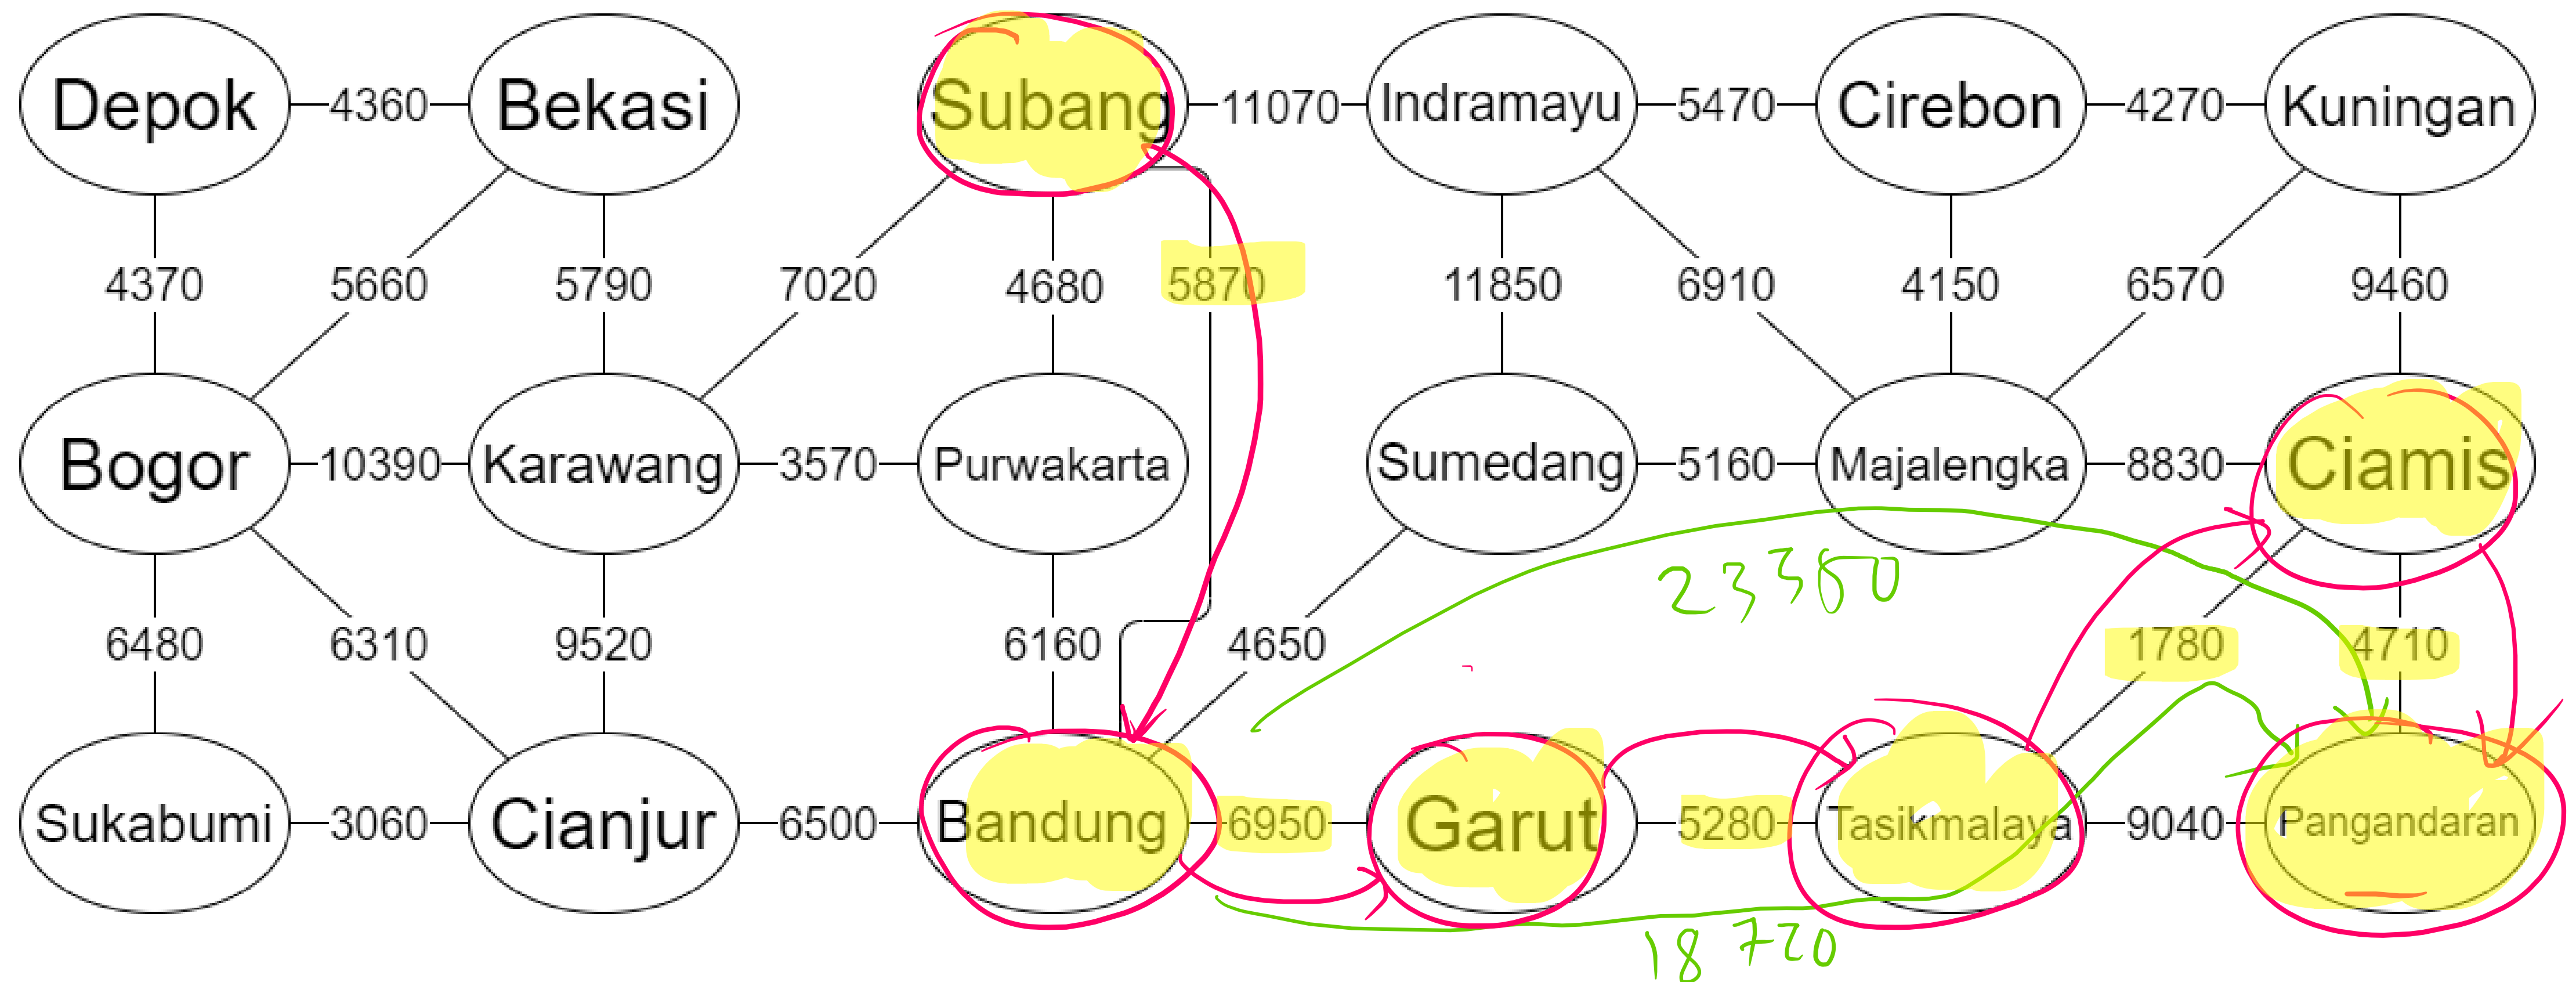 Depok 4360 Bekasi Subang 11070 Indramayu 5470 Cirebon 4270 Kuningan
4370 5660 5790 7020 4680 5870 11850 6910 4150 6570 9460
Bogor 10390 Karawang 3570 Purwakarta Sumedang 5160 Majalengka 8830 Ciamis
23350
6480 6310 9520 6160 4650 1780 4710
Sukabumi 3060 Cianjur 6500 Bandung 6950 Garut 5280 Tasikmalaya 9040 Pangandaran
18720